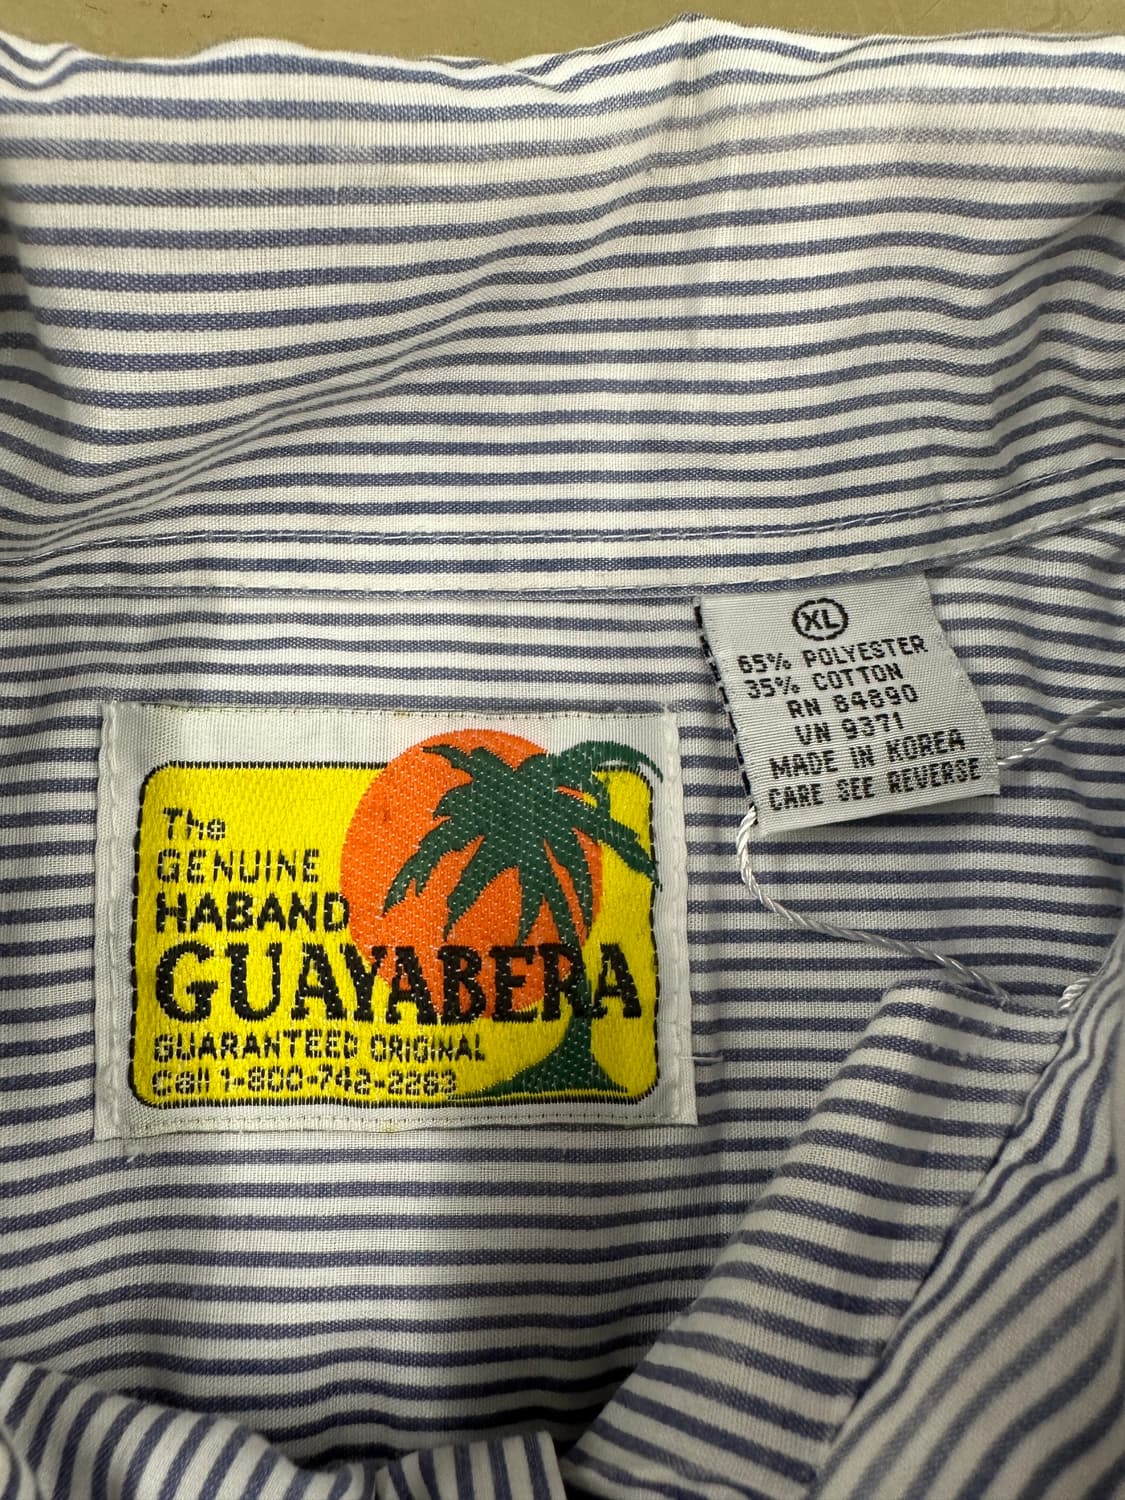 XL
65% POLYESTER
35% COTTON
RN 84890
VN 9371
MADE IN KOREA
CARE SEE REVERSE
The
GENUINE
HABAND
GUAYABERA
GUARANTEED ORIGINAL
Call 1-800-742-2263